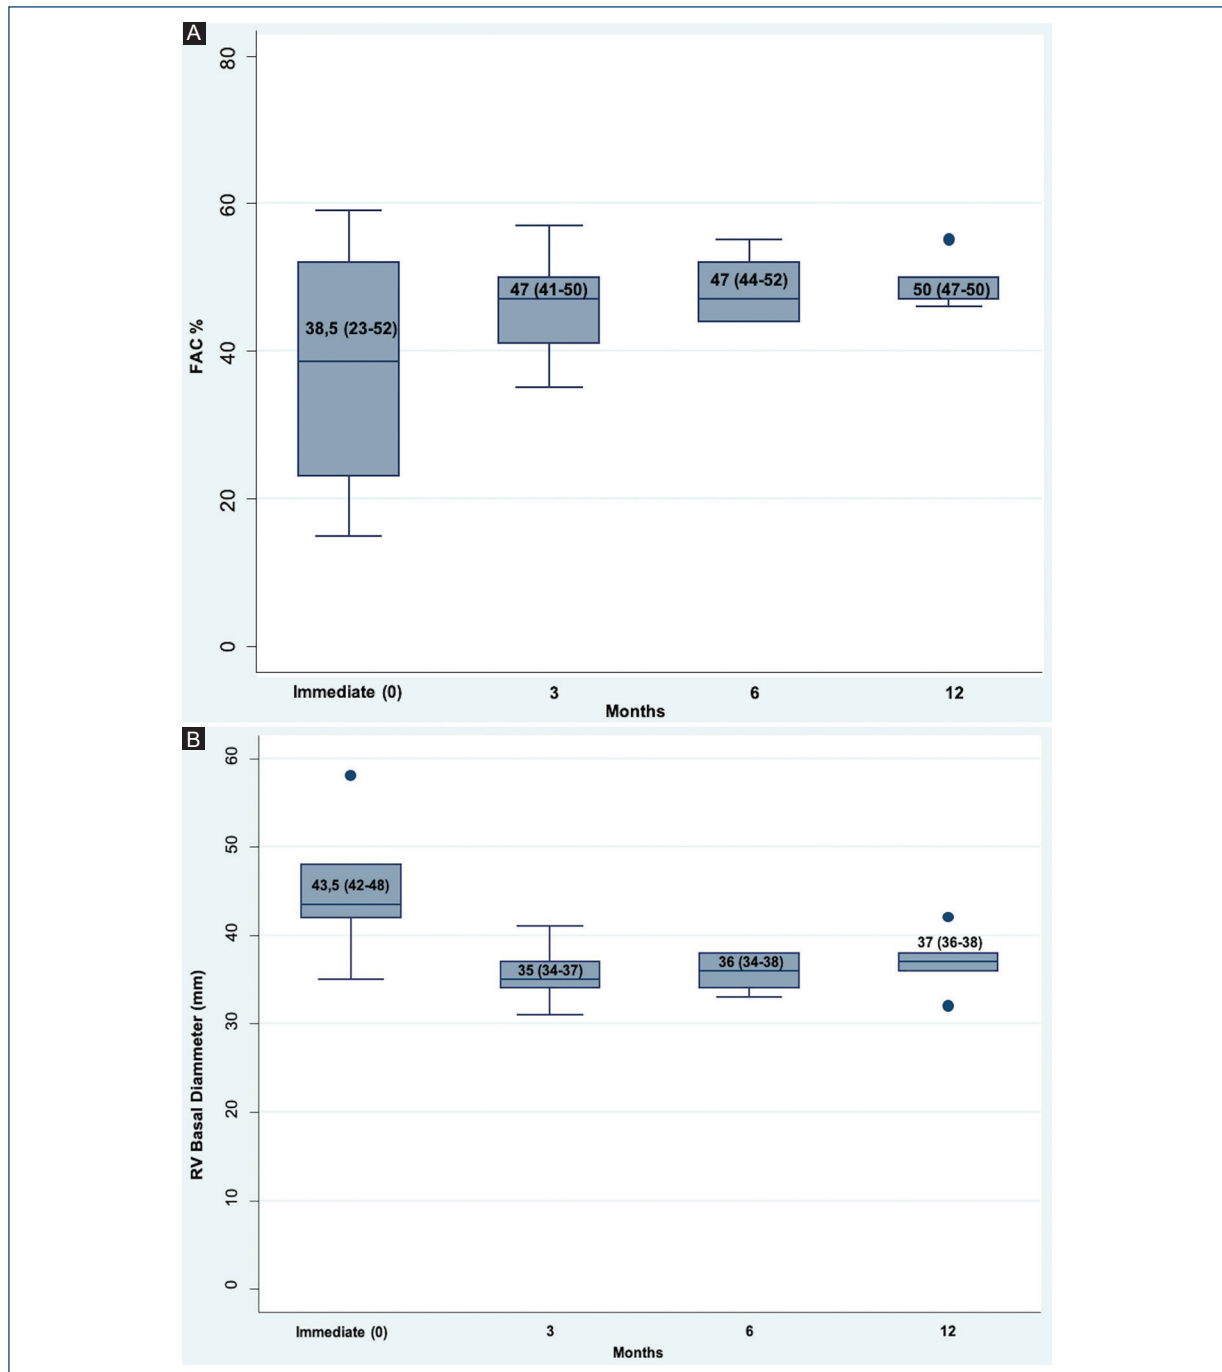 A
80
60
40
20
0
FAC %
38,5 (23-52)
47 (41-50)
47 (44-52)
50 (47-50)
Immediate (0) 3 6 12
Months
B
60
50
40
30
20
10
0
RV Basal Diammeter (mm)
43,5 (42-48)
35 (34-37)
36 (34-38)
37 (36-38)
Immediate (0) 3 6 12
Months